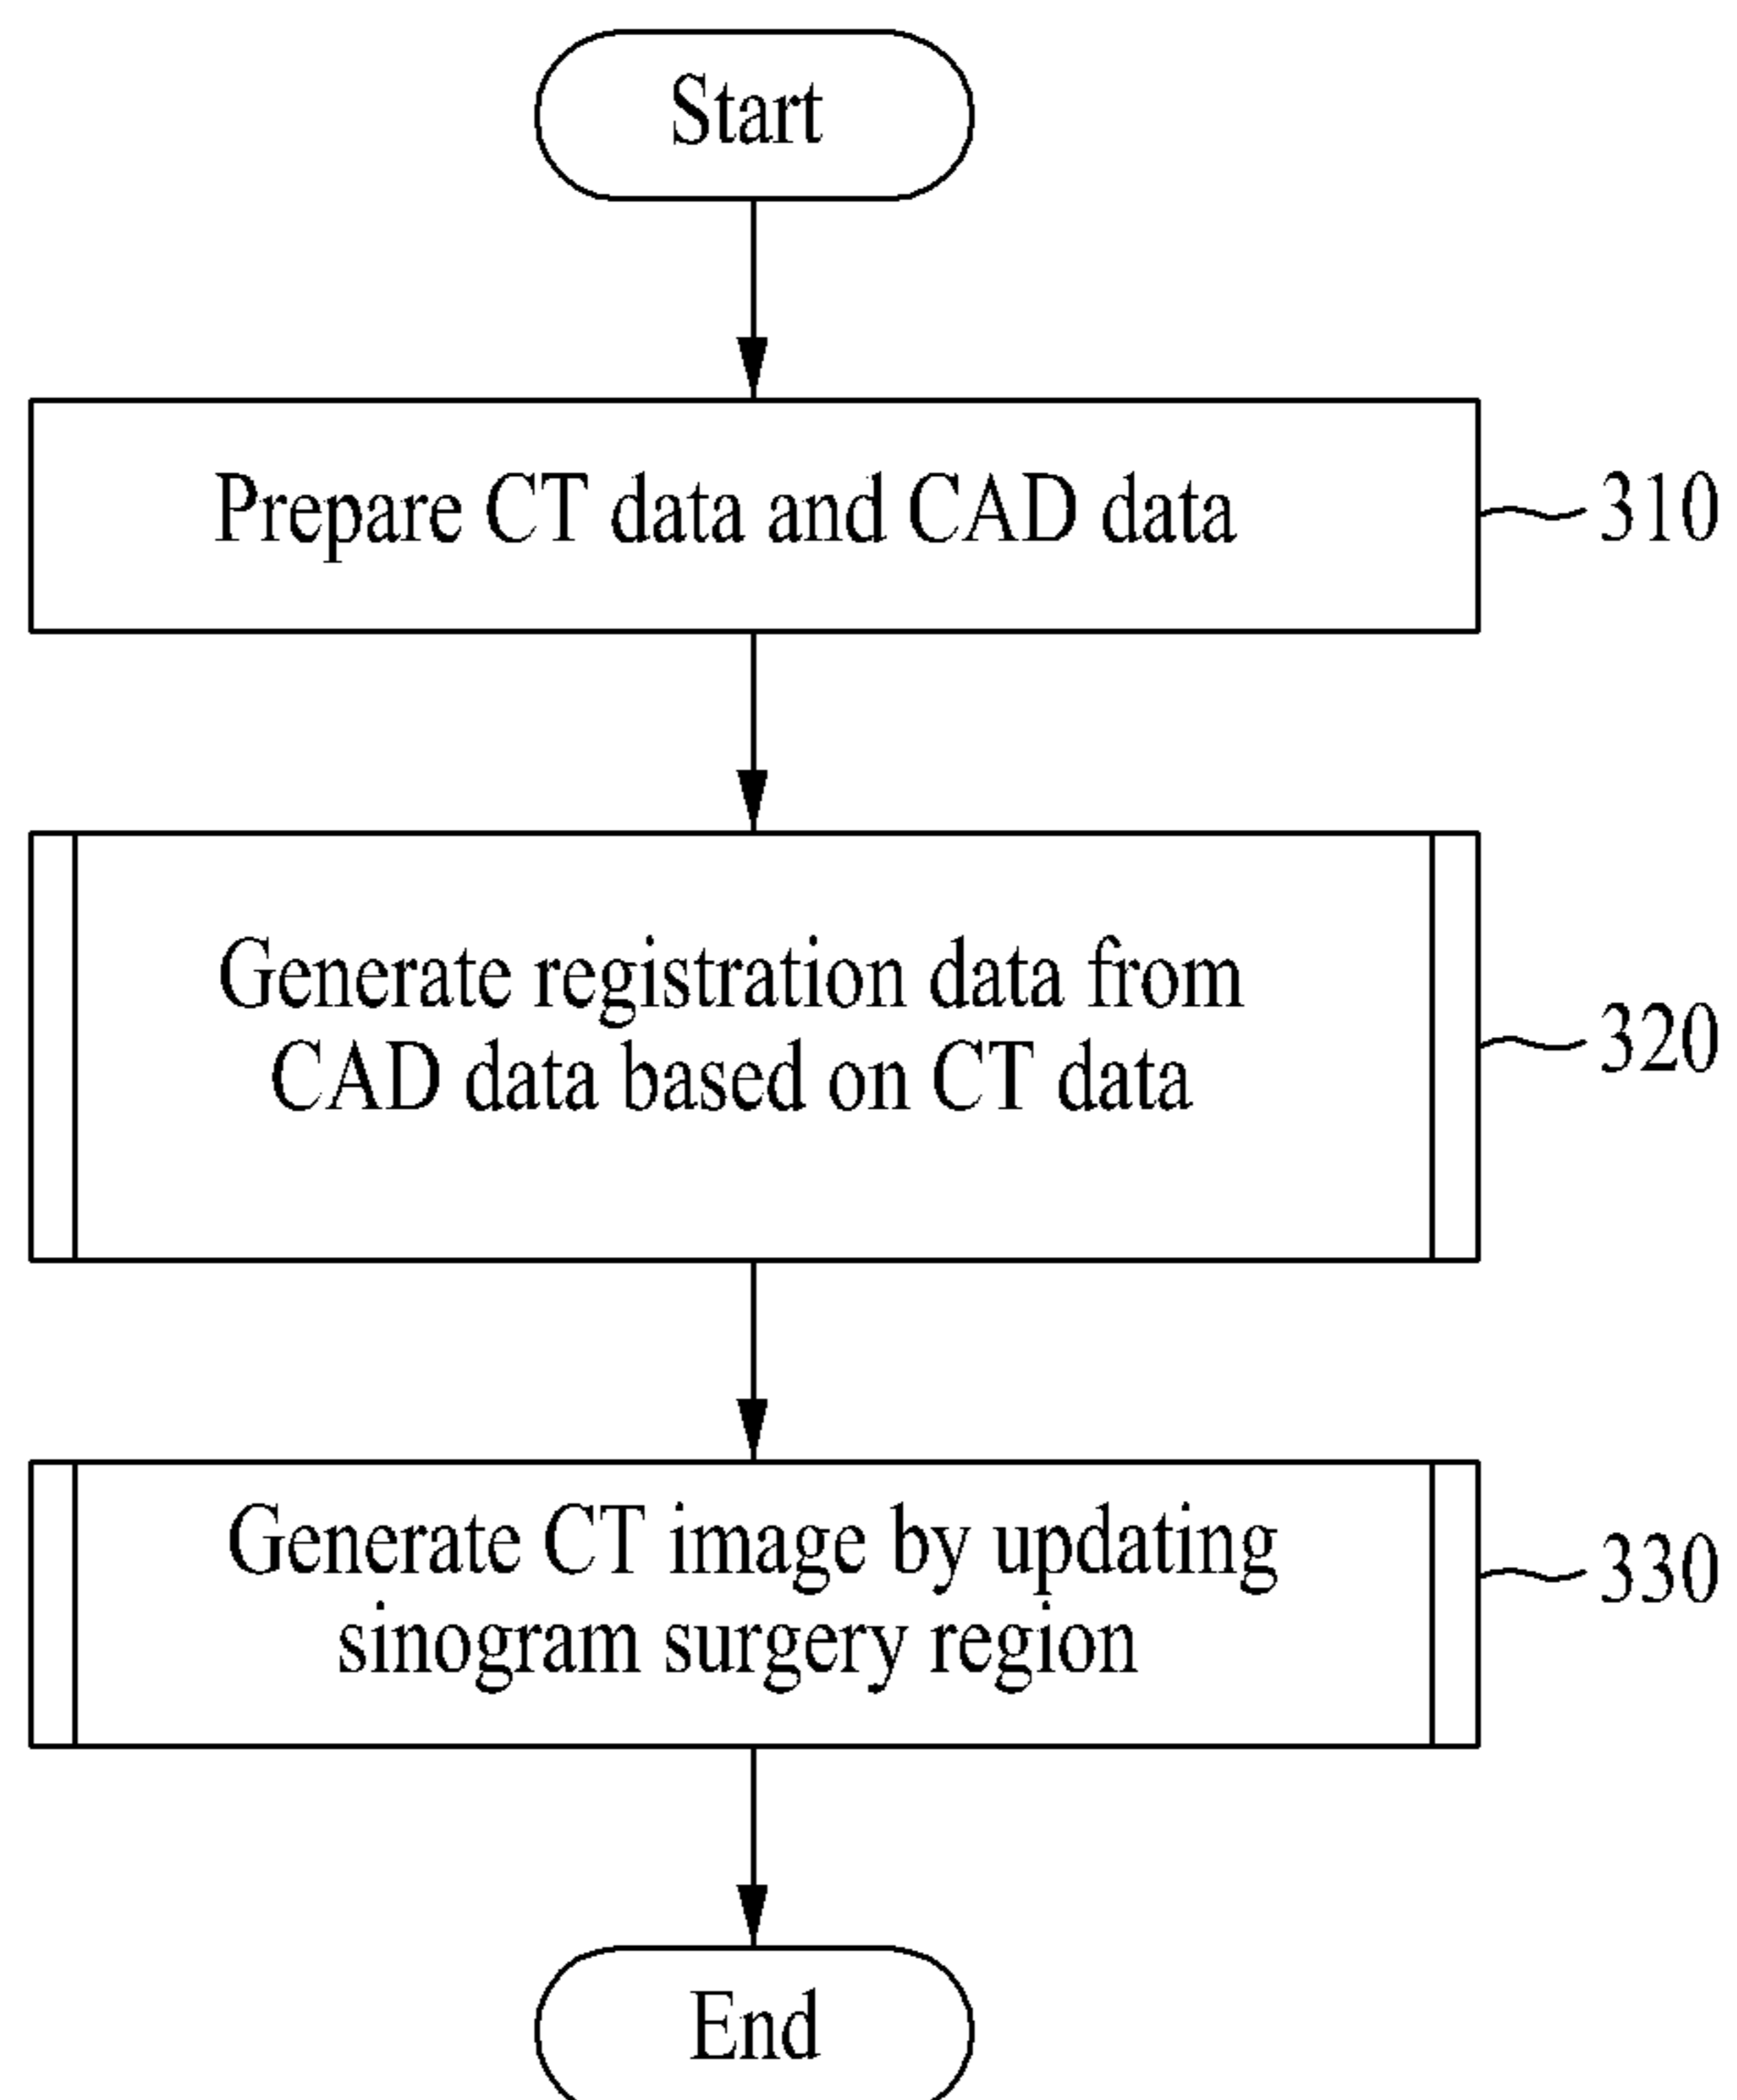 Start
Prepare CT data and CAD data
310
Generate registration data from
CAD data based on CT data
320
Generate CT image by updating
sinogram surgery region
330
End